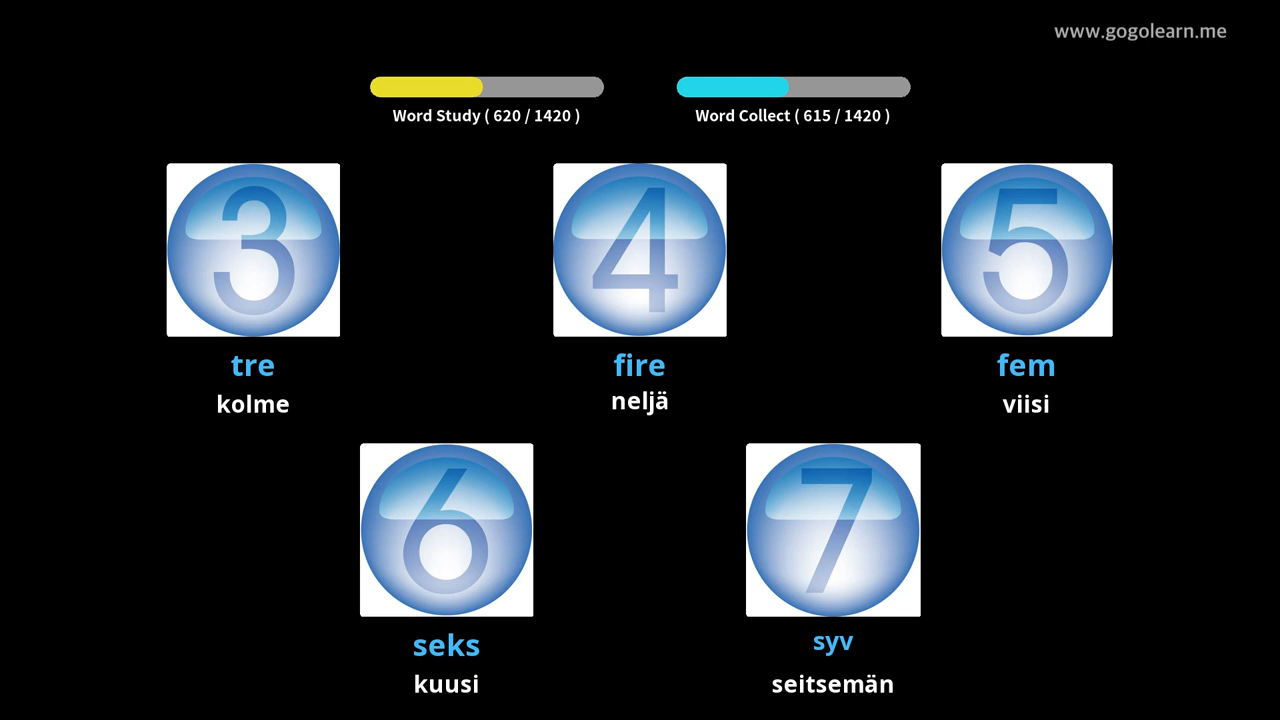 www.gogolearn.me
Word Study ( 620 / 1420 )
Word Collect ( 615 / 1420 )
3
4
5
tre
fire
fem
kolme
neljä
viisi
6
7
seks
syv
kuusi
seitsemän